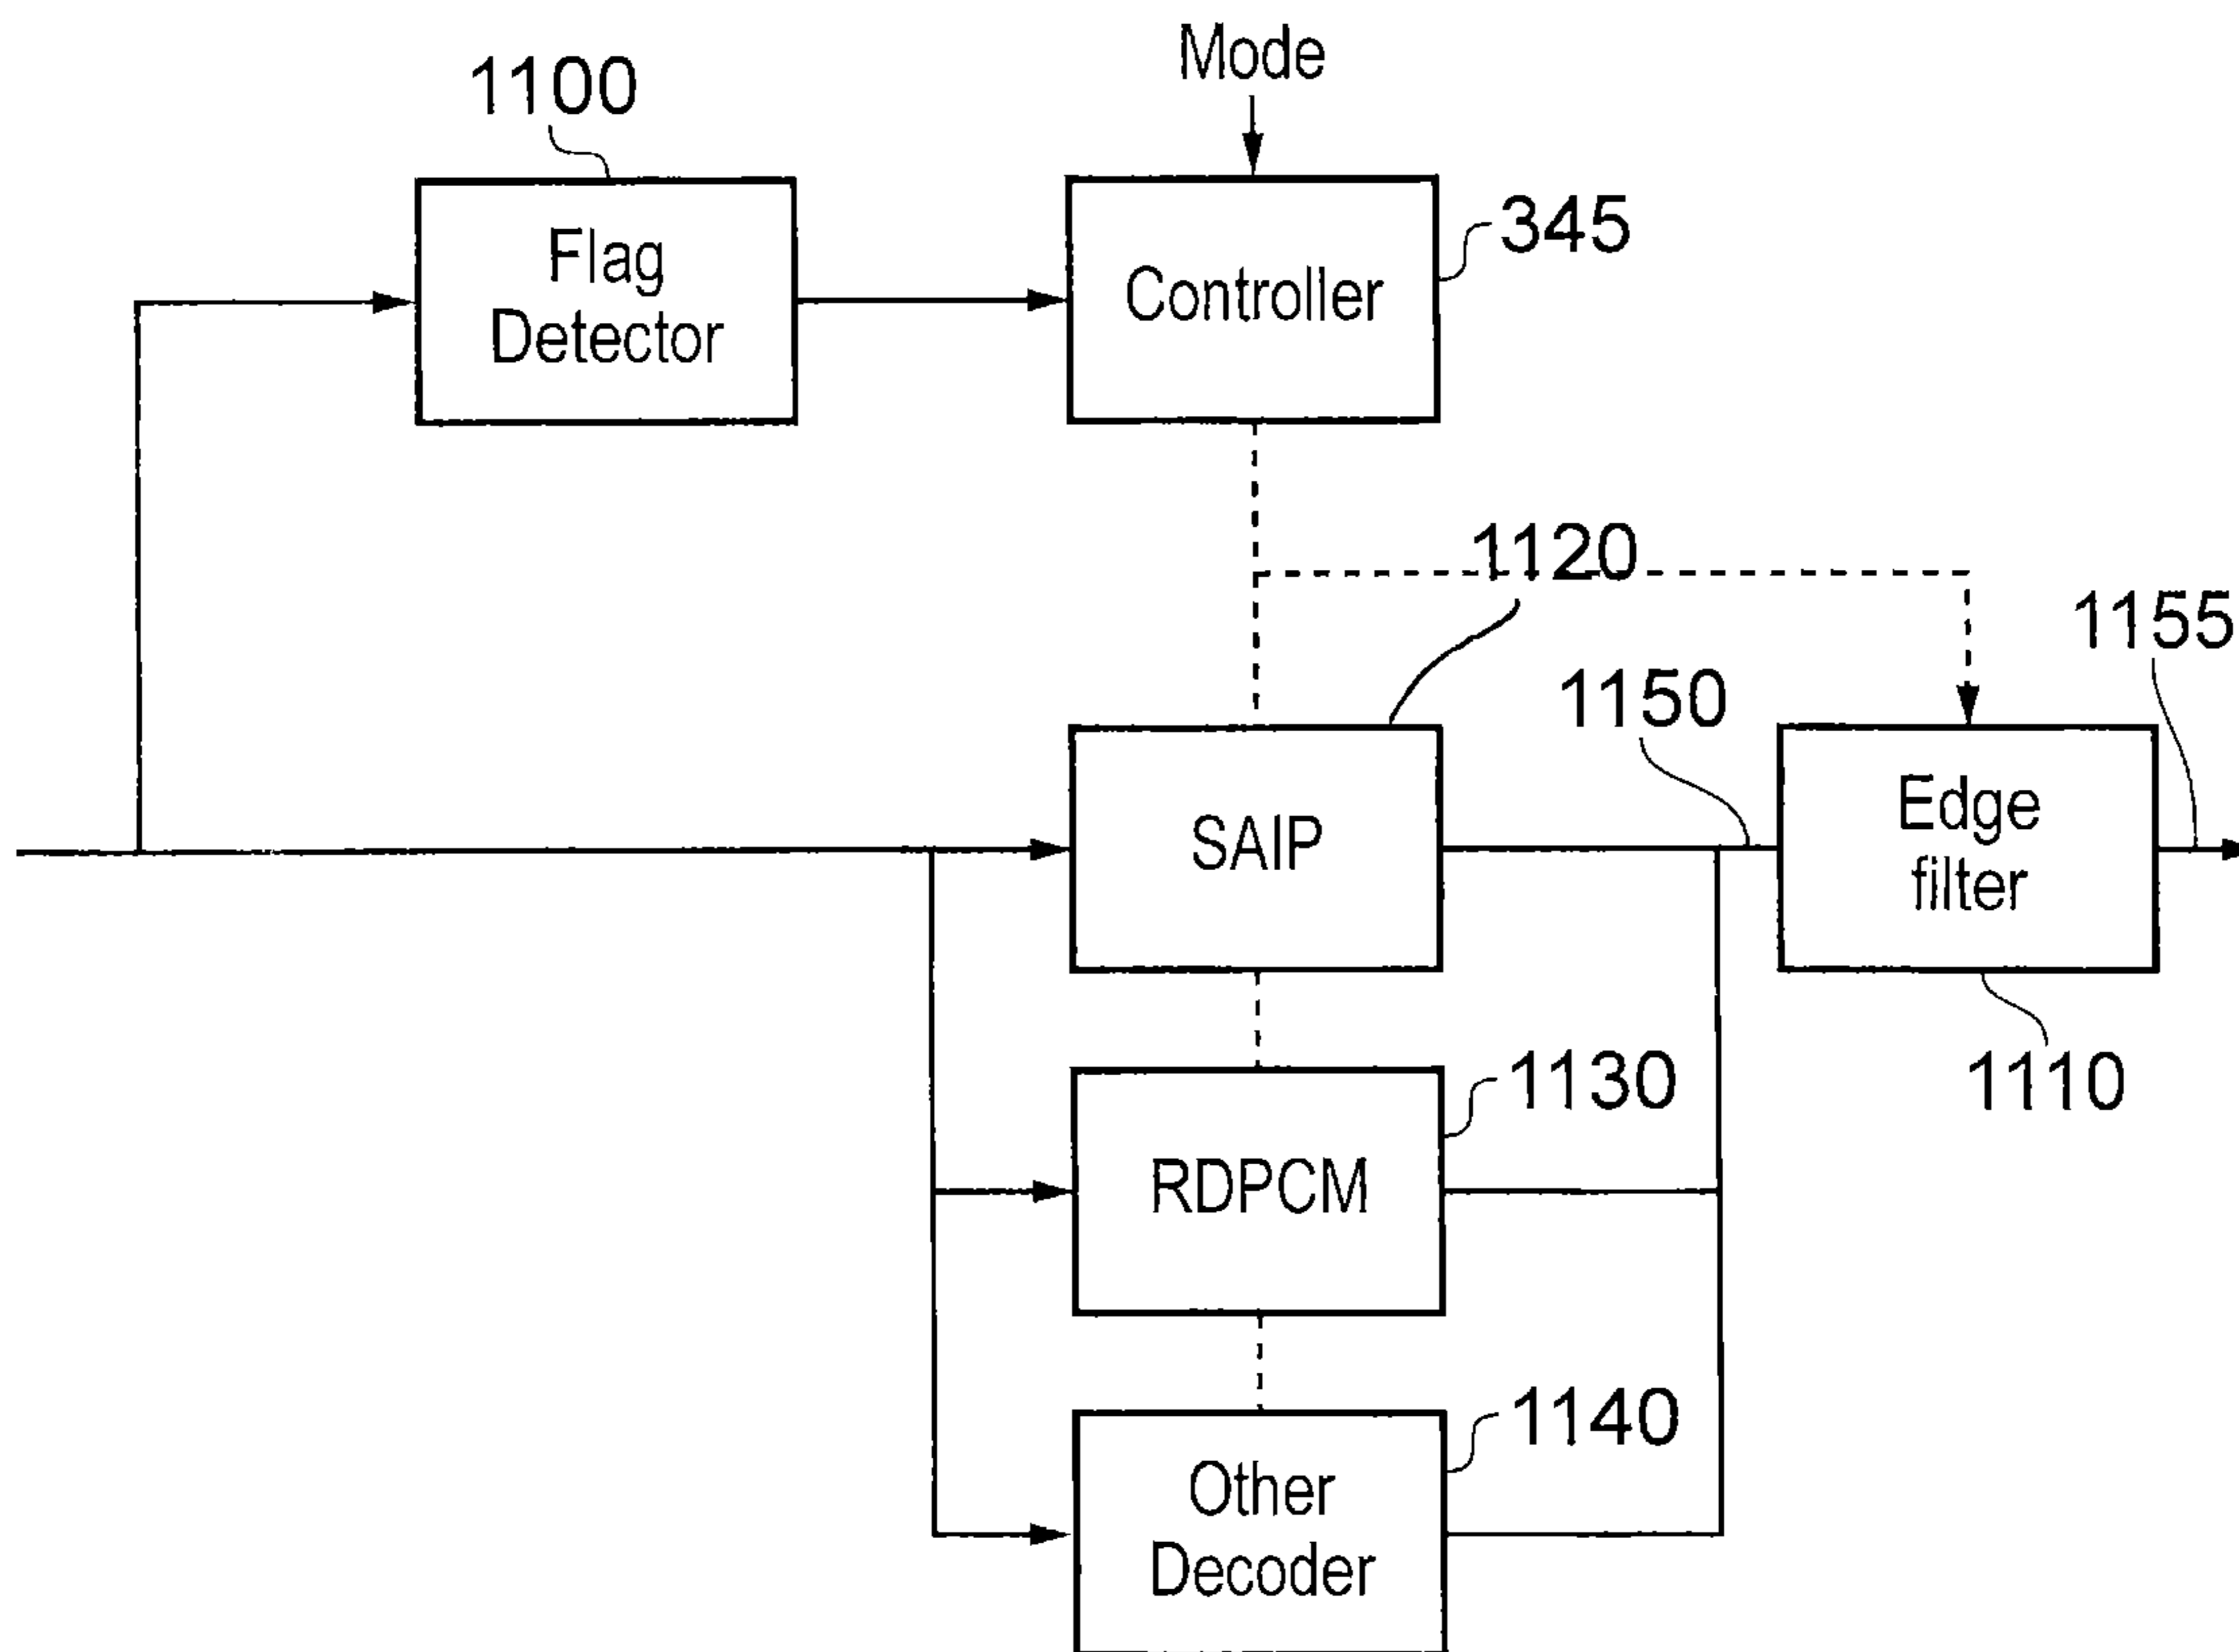 Mode
1100
Flag
Detector
Controller
345
1120
1155
1150
SAIP
Edge
filter
1110
1130
RDPCM
1140
Other
Decoder